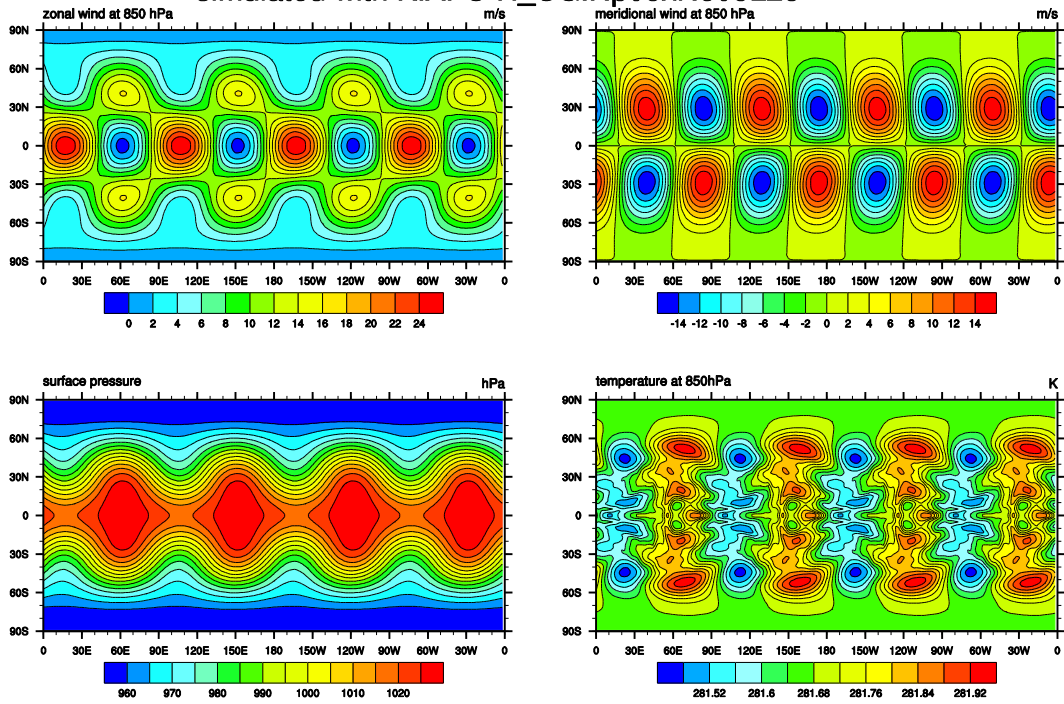 simulated with
zonal wind at 850 hPa m/s
90N
60N
30N
0
30S
60S
90S
0 30E 60E 90E 120E 150E 180 150W 120W 90W 60W 30W 0
0 2 4 6 8 10 12 14 16 18 20 22 24
meridional wind at 850 hPa m/s
90N
60N
30N
0
30S
60S
90S
0 30E 60E 90E 120E 150E 180 150W 120W 90W 60W 30W 0
-14 -12 -10 -8 -6 -4 -2 0 2 4 6 8 10 12 14
surface pressure hPa
90N
60N
30N
0
30S
60S
90S
0 30E 60E 90E 120E 150E 180 150W 120W 90W 60W 30W 0
960 970 980 990 1000 1010 1020
temperature at 850hPa K
90N
60N
30N
0
30S
60S
90S
0 30E 60E 90E 120E 150E 180 150W 120W 90W 60W 30W 0
281.52 281.6 281.68 281.76 281.84 281.92